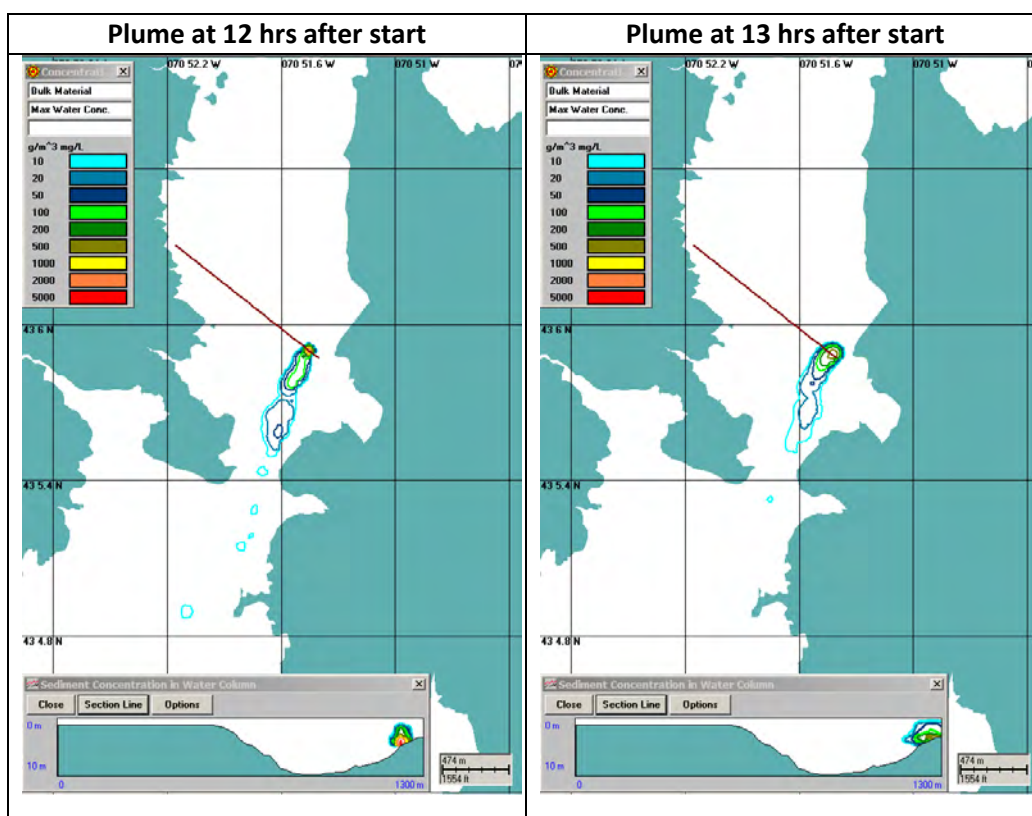 Plume at 12 hrs after start
070 52.2 W
070 51.6 W
070 51 W
Concentrati
Bulk Material
Max Water Conc.
g/m^3 mg/L
10
20
50
100
200
500
1000
2000
5000
43 6 N
43 5.4 N
43 4.8 N
Sediment Concentration in Water Column
Close Section Line Options
0 m
10 m
0 1300 m
474 m
1554 ft
Plume at 13 hrs after start
070 52.2 W
070 51.6 W
070 51 W
Concentrati
Bulk Material
Max Water Conc.
g/m^3 mg/L
10
20
50
100
200
500
1000
2000
5000
43 6 N
43 5.4 N
43 4.8 N
Sediment Concentration in Water Column
Close Section Line Options
0 m
10 m
0 1300 m
474 m
1554 ft